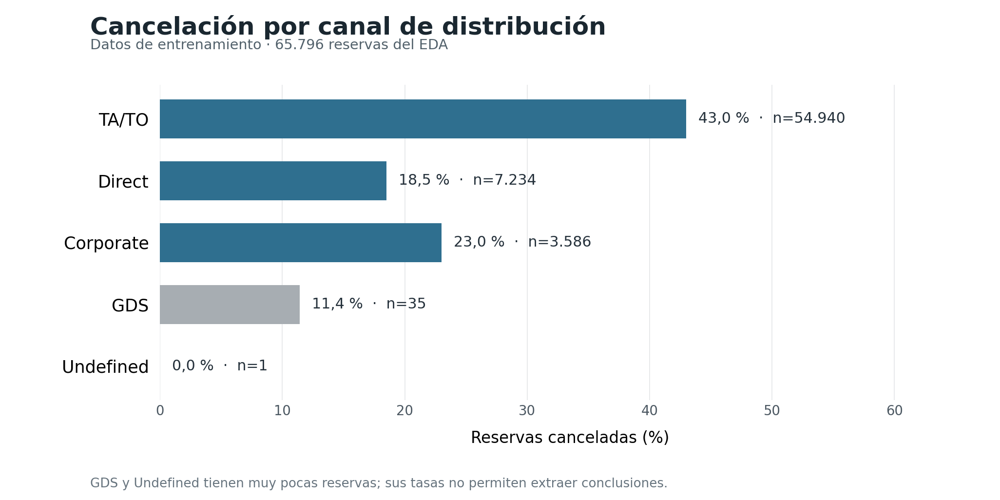 Cancelación por canal de distribución
Datos de entrenamiento · 65.796 reservas del EDA
TA/TO 43,0 % · n=54.940
Direct 18,5 % · n=7.234
Corporate 23,0 % · n=3.586
GDS 11,4 % · n=35
Undefined 0,0 % · n=1
0 10 20 30 40 50 60
Reservas canceladas (%)
GDS y Undefined tienen muy pocas reservas; sus tasas no permiten extraer conclusiones.